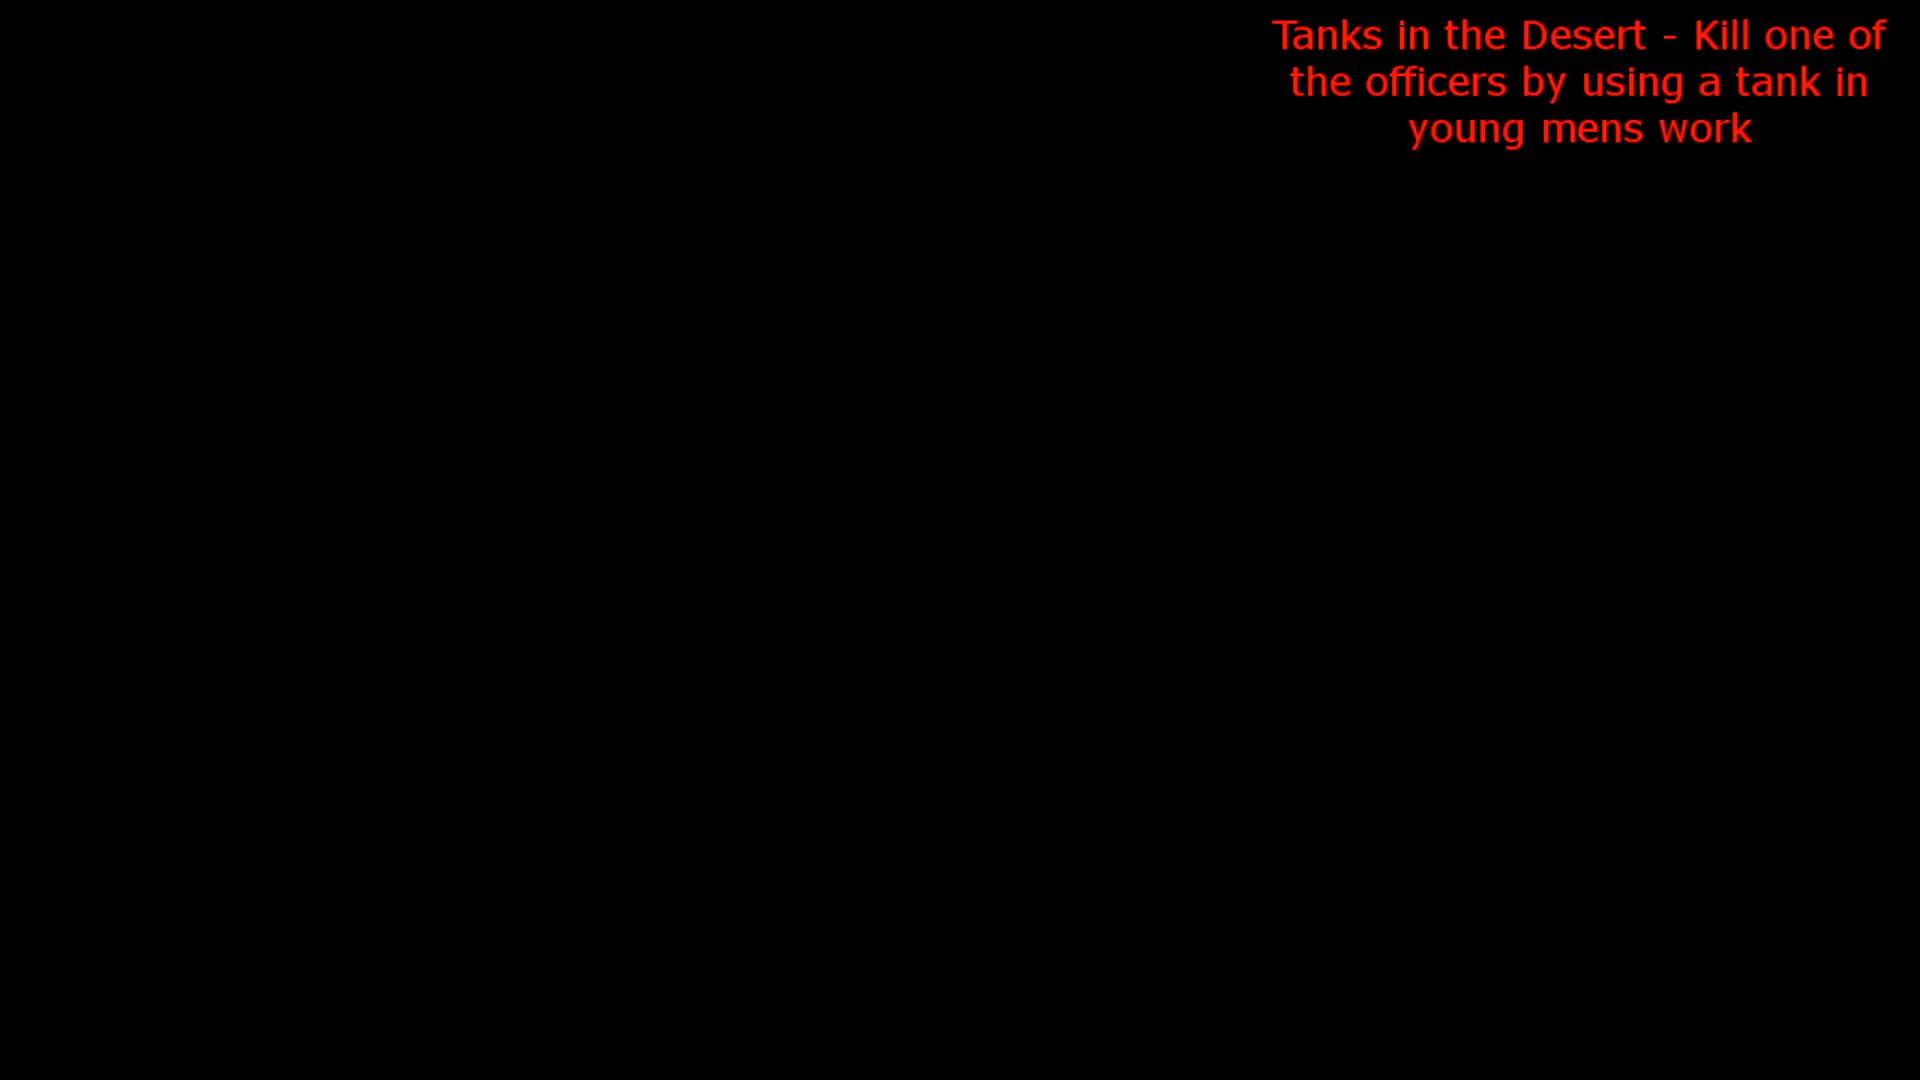 Tanks in the Desert - Kill one of
the officers by using a tank in
young mens work